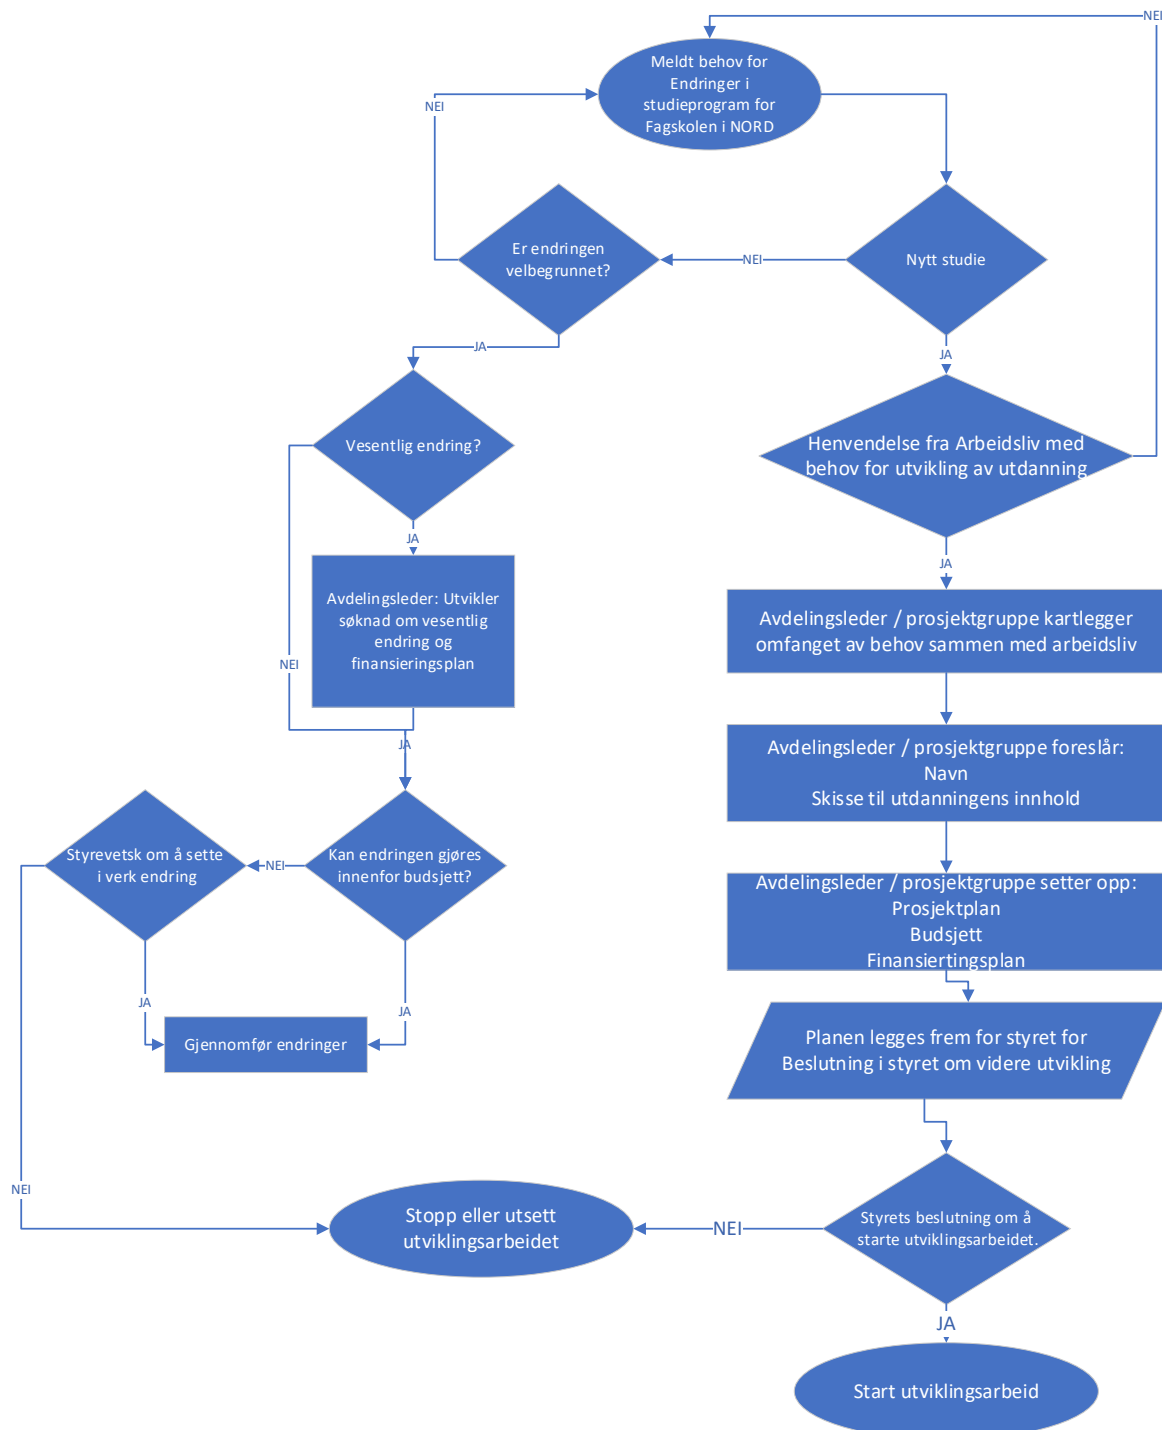 NEI
Meldt behov for
Endringer i
studieprogram for
Fagskolen i NORD
NEI
Er endringen
velbegrunnet?
NEI
Nytt studie
JA
JA
Vesentlig endring?
Henvendelse fra Arbeidsliv med
behov for utvikling av utdanning
JA
JA
Avdelingsleder: Utvikler
søknad om vesentlig
endring og
finansieringsplan
NEI
Avdelingsleder / prosjektgruppe kartlegger
omfanget av behov sammen med arbeidsliv
JA
Avdelingsleder / prosjektgruppe foreslår:
Navn
Skisse til utdanningens innhold
Styrevetsk om å sette
i verk endring
NEI
Kan endringen gjøres
innenfor budsjett?
Avdelingsleder / prosjektgruppe setter opp:
Prosjektplan
Budsjett
Finansiertingsplan
JA
JA
Gjennomfør endringer
Planen legges frem for styret for
Beslutning i styret om videre utvikling
NEI
Stopp eller utsett
utviklingsarbeidet
NEI
Styrets beslutning om å
starte utviklingsarbeidet.
JA
Start utviklingsarbeid